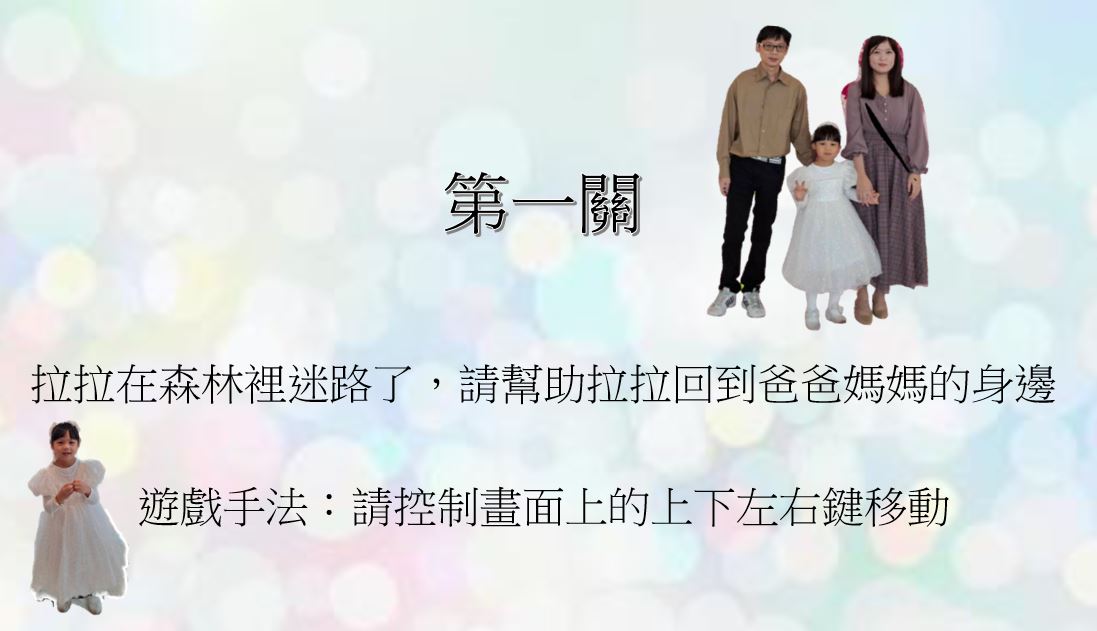 第一關
拉拉在森林裡迷路了，請幫助拉拉回到爸爸媽媽的身邊
遊戲手法：請控制畫面上的上下左右鍵移動